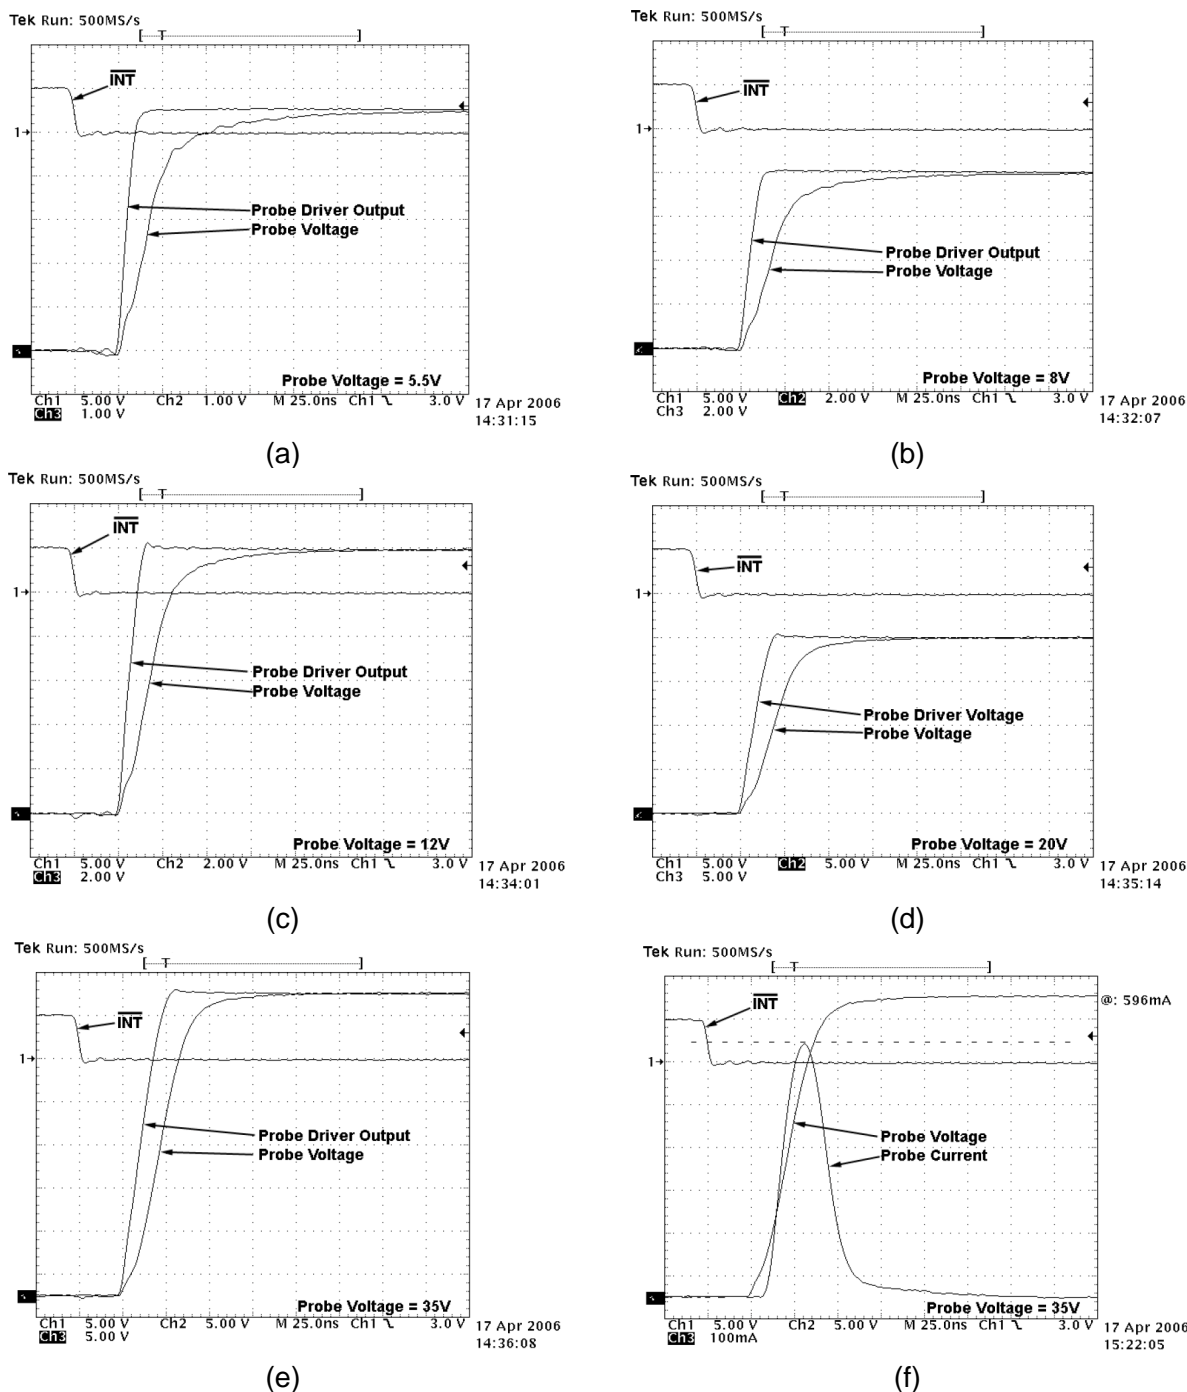 Tek Run: 500MS/s
[ T ]
INT
1→
Probe Driver Output
Probe Voltage
Probe Voltage = 5.5V
Ch1 5.00 V Ch2 1.00 V M 25.0ns Ch1 3.0 V
Ch3 1.00 V
17 Apr 2006
14:31:15
(a)
Tek Run: 500MS/s
[ T ]
INT
1→
Probe Driver Output
Probe Voltage
Probe Voltage = 8V
Ch1 5.00 V Ch2 2.00 V M 25.0ns Ch1 3.0 V
Ch3 2.00 V
17 Apr 2006
14:32:07
(b)
Tek Run: 500MS/s
[ T ]
INT
1→
Probe Driver Output
Probe Voltage
Probe Voltage = 12V
Ch1 5.00 V Ch2 2.00 V M 25.0ns Ch1 3.0 V
Ch3 2.00 V
17 Apr 2006
14:34:01
(c)
Tek Run: 500MS/s
[ T ]
INT
1→
Probe Driver Voltage
Probe Voltage
Probe Voltage = 20V
Ch1 5.00 V Ch2 5.00 V M 25.0ns Ch1 3.0 V
Ch3 5.00 V
17 Apr 2006
14:35:14
(d)
Tek Run: 500MS/s
[ T ]
INT
1→
Probe Driver Output
Probe Voltage
Probe Voltage = 35V
Ch1 5.00 V Ch2 5.00 V M 25.0ns Ch1 3.0 V
Ch3 5.00 V
17 Apr 2006
14:36:08
(e)
Tek Run: 500MS/s
[ T ]
INT
@: 596mA
1→
Probe Voltage
Probe Current
Probe Voltage = 35V
Ch1 5.00 V Ch2 5.00 V M 25.0ns Ch1 3.0 V
Ch3 100mA
17 Apr 2006
15:22:05
(f)